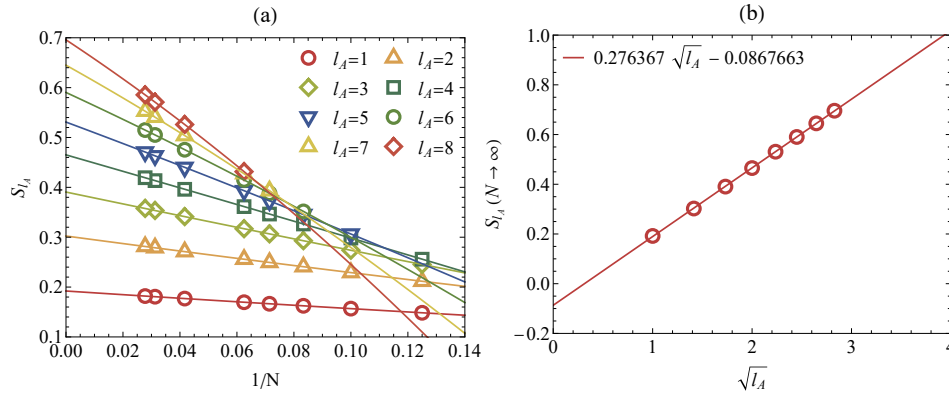 (a)
0.7
0.6
0.5
0.4
0.3
0.2
0.1
S_{l_A}
l_A=1
l_A=2
l_A=3
l_A=4
l_A=5
l_A=6
l_A=7
l_A=8
0.00 0.02 0.04 0.06 0.08 0.10 0.12 0.14
1/N
(b)
1.0
0.8
0.6
0.4
0.2
0.0
−0.2
S_{l_A} (N → ∞)
0.276367 √l_A − 0.0867663
0 1 2 3 4
√l_A